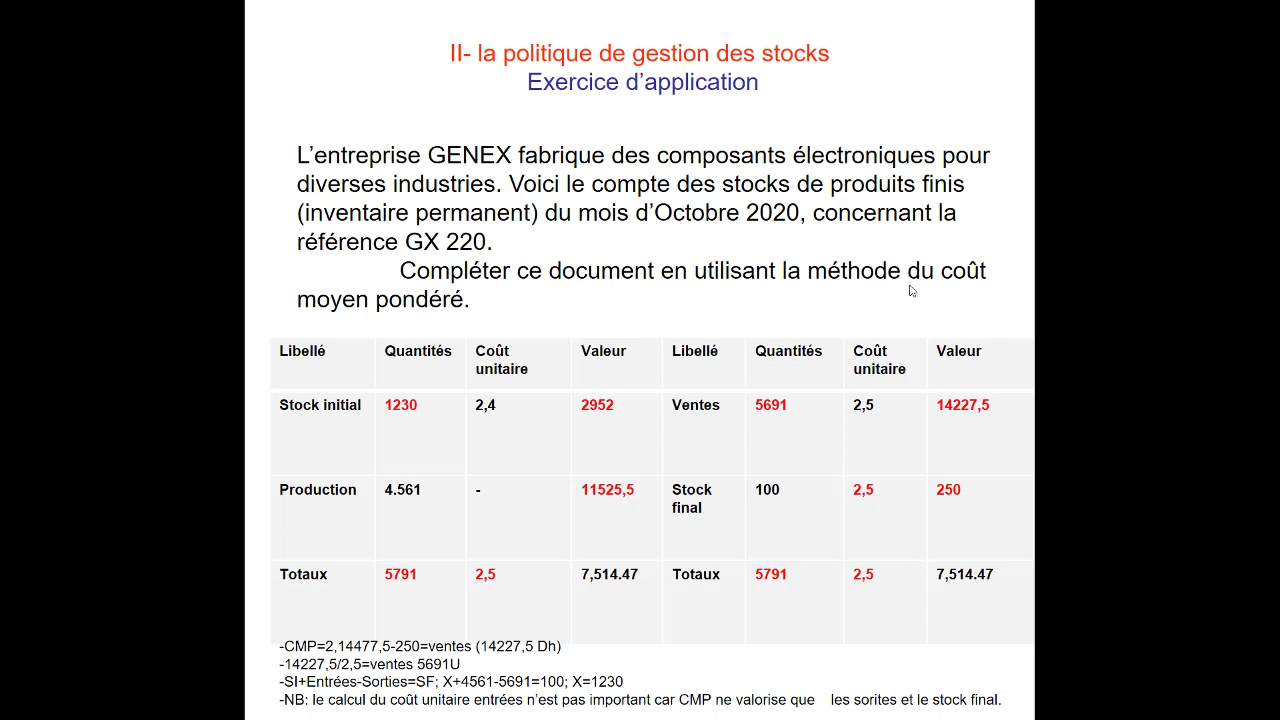 II- la politique de gestion des stocks
Exercice d’application
L’entreprise GENEX fabrique des composants électroniques pour
diverses industries. Voici le compte des stocks de produits finis
(inventaire permanent) du mois d’Octobre 2020, concernant la
référence GX 220.
Compléter ce document en utilisant la méthode du coût
moyen pondéré.
Libellé Quantités Coût unitaire Valeur Libellé Quantités Coût unitaire Valeur
Stock initial 1230 2,4 2952 Ventes 5691 2,5 14227,5
Production 4.561 - 11525,5 Stock final 100 2,5 250
Totaux 5791 2,5 7,514.47 Totaux 5791 2,5 7,514.47
-CMP=2,14477,5-250=ventes (14227,5 Dh)
-14227,5/2,5=ventes 5691U
-SI+Entrées-Sorties=SF; X+4561-5691=100; X=1230
-NB: le calcul du coût unitaire entrées n’est pas important car CMP ne valorise que les sorites et le stock final.